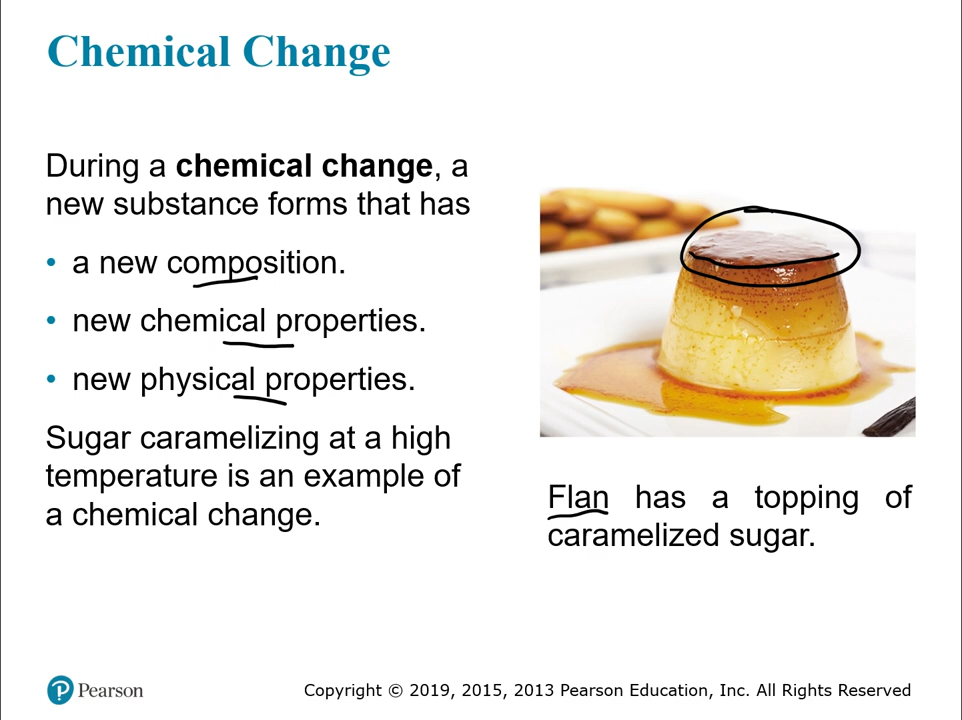 Chemical Change
During a chemical change, a
new substance forms that has
• a new composition.
• new chemical properties.
• new physical properties.
Sugar caramelizing at a high
temperature is an example of
a chemical change.
Flan has a topping of
caramelized sugar.
Pearson
Copyright © 2019, 2015, 2013 Pearson Education, Inc. All Rights Reserved